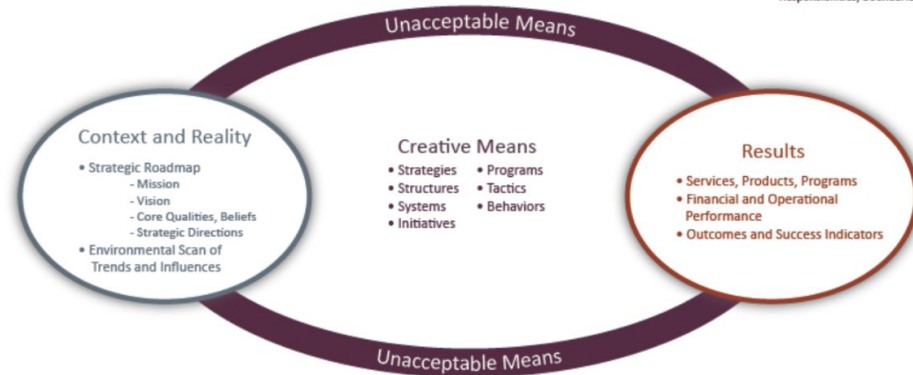 Unacceptable Means
Context and Reality
• Strategic Roadmap
- Mission
- Vision
- Core Qualities, Beliefs
- Strategic Directions
• Environmental Scan of
Trends and Influences
Creative Means
• Strategies • Programs
• Structures • Tactics
• Systems • Behaviors
• Initiatives
Results
• Services, Products, Programs
• Financial and Operational
Performance
• Outcomes and Success Indicators
Unacceptable Means